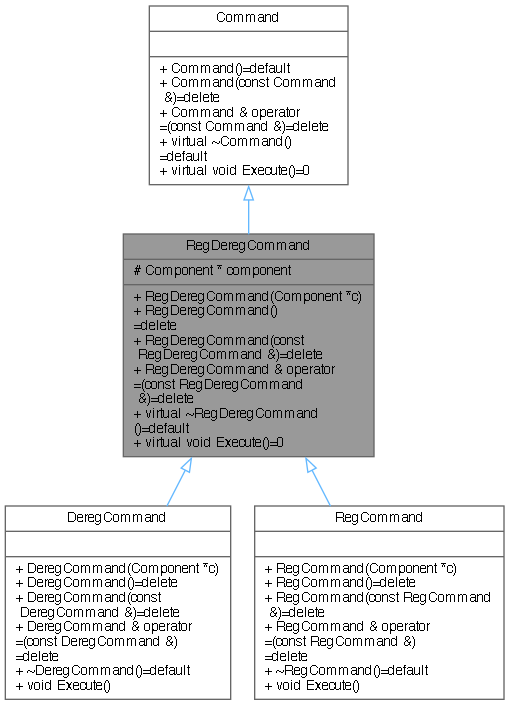 Command
+ Command()=default
+ Command(const Command
&)=delete
+ Command & operator
=(const Command &)=delete
+ virtual ~Command()
=default
+ virtual void Execute()=0
RegDeregCommand
# Component * component
+ RegDeregCommand(Component *c)
+ RegDeregCommand()
=delete
+ RegDeregCommand(const
RegDeregCommand &)=delete
+ RegDeregCommand & operator
=(const RegDeregCommand
&)=delete
+ virtual ~RegDeregCommand
()=default
+ virtual void Execute()=0
DeregCommand
+ DeregCommand(Component *c)
+ DeregCommand()=delete
+ DeregCommand(const
DeregCommand &)=delete
+ DeregCommand & operator
=(const DeregCommand &)
=delete
+ ~DeregCommand()=default
+ void Execute()
RegCommand
+ RegCommand(Component *c)
+ RegCommand()=delete
+ RegCommand(const RegCommand
&)=delete
+ RegCommand & operator
=(const RegCommand &)
=delete
+ ~RegCommand()=default
+ void Execute()